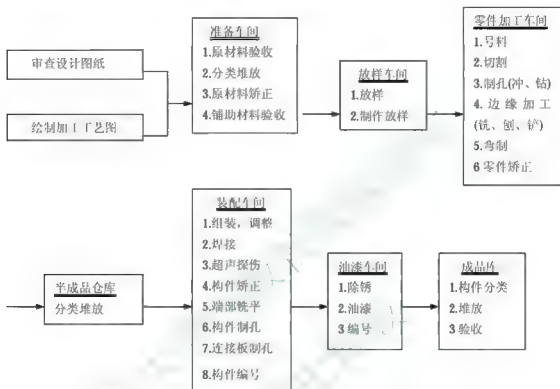 审查设计图纸
绘制加工工艺图
准备车间
1.原材料验收
2.分类堆放
3.原材料矫正
4.辅助材料验收
放样车间
1.放样
2.制作放样
零件加工车间
1.号料
2.切割
3.制孔(冲、钻)
4.边缘加工
(铣、刨、铲)
5.弯制
6 零件矫正
半成品仓库
分类堆放
装配车间
1.组装，调整
2.焊接
3.超声探伤
4.构件矫正
5.端部铣平
6.构件制孔
7.连接板制孔
8.构件编号
油漆车间
1.除锈
2.油漆
3 编号
成品库
1.构件分类
2.堆放
3 验收